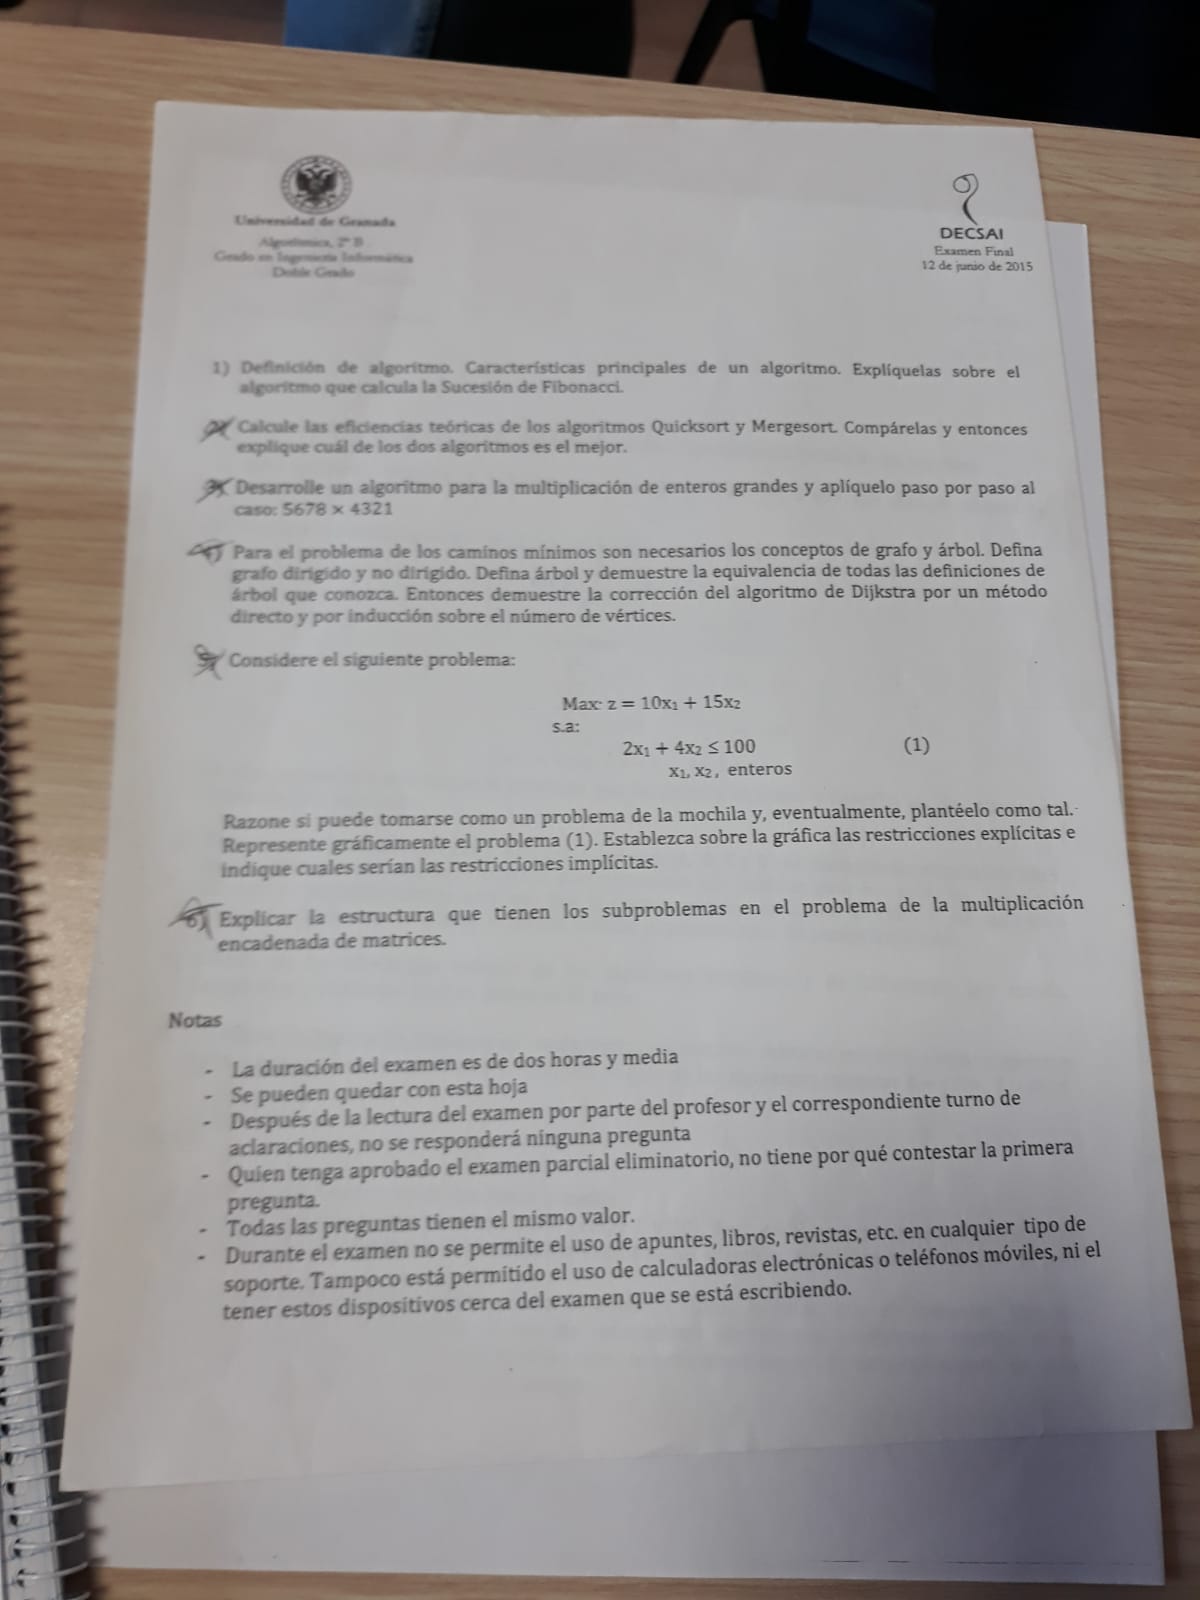 Universidad de Granada
Algorítmica, 2º B
Grado en Ingeniería Informática
Doble Grado
DECSAI
Examen Final
12 de junio de 2015
1) Definición de algoritmo. Características principales de un algoritmo. Explíquelas sobre el
algoritmo que calcula la Sucesión de Fibonacci.
2) Calcule las eficiencias teóricas de los algoritmos Quicksort y Mergesort. Compárelas y entonces
explique cuál de los dos algoritmos es el mejor.
3) Desarrolle un algoritmo para la multiplicación de enteros grandes y aplíquelo paso por paso al
caso: 5678 × 4321
4) Para el problema de los caminos mínimos son necesarios los conceptos de grafo y árbol. Defina
grafo dirigido y no dirigido. Defina árbol y demuestre la equivalencia de todas las definiciones de
árbol que conozca. Entonces demuestre la corrección del algoritmo de Dijkstra por un método
directo y por inducción sobre el número de vértices.
5) Considere el siguiente problema:
Max: z = 10x₁ + 15x₂
s.a:
2x₁ + 4x₂ ≤ 100 (1)
x₁, x₂ , enteros
Razone si puede tomarse como un problema de la mochila y, eventualmente, plantéelo como tal.
Represente gráficamente el problema (1). Establezca sobre la gráfica las restricciones explícitas e
indique cuales serían las restricciones implícitas.
6) Explicar la estructura que tienen los subproblemas en el problema de la multiplicación
encadenada de matrices.
Notas
- La duración del examen es de dos horas y media
- Se pueden quedar con esta hoja
- Después de la lectura del examen por parte del profesor y el correspondiente turno de
aclaraciones, no se responderá ninguna pregunta
- Quien tenga aprobado el examen parcial eliminatorio, no tiene por qué contestar la primera
pregunta.
- Todas las preguntas tienen el mismo valor.
- Durante el examen no se permite el uso de apuntes, libros, revistas, etc. en cualquier tipo de
soporte. Tampoco está permitido el uso de calculadoras electrónicas o teléfonos móviles, ni el
tener estos dispositivos cerca del examen que se está escribiendo.